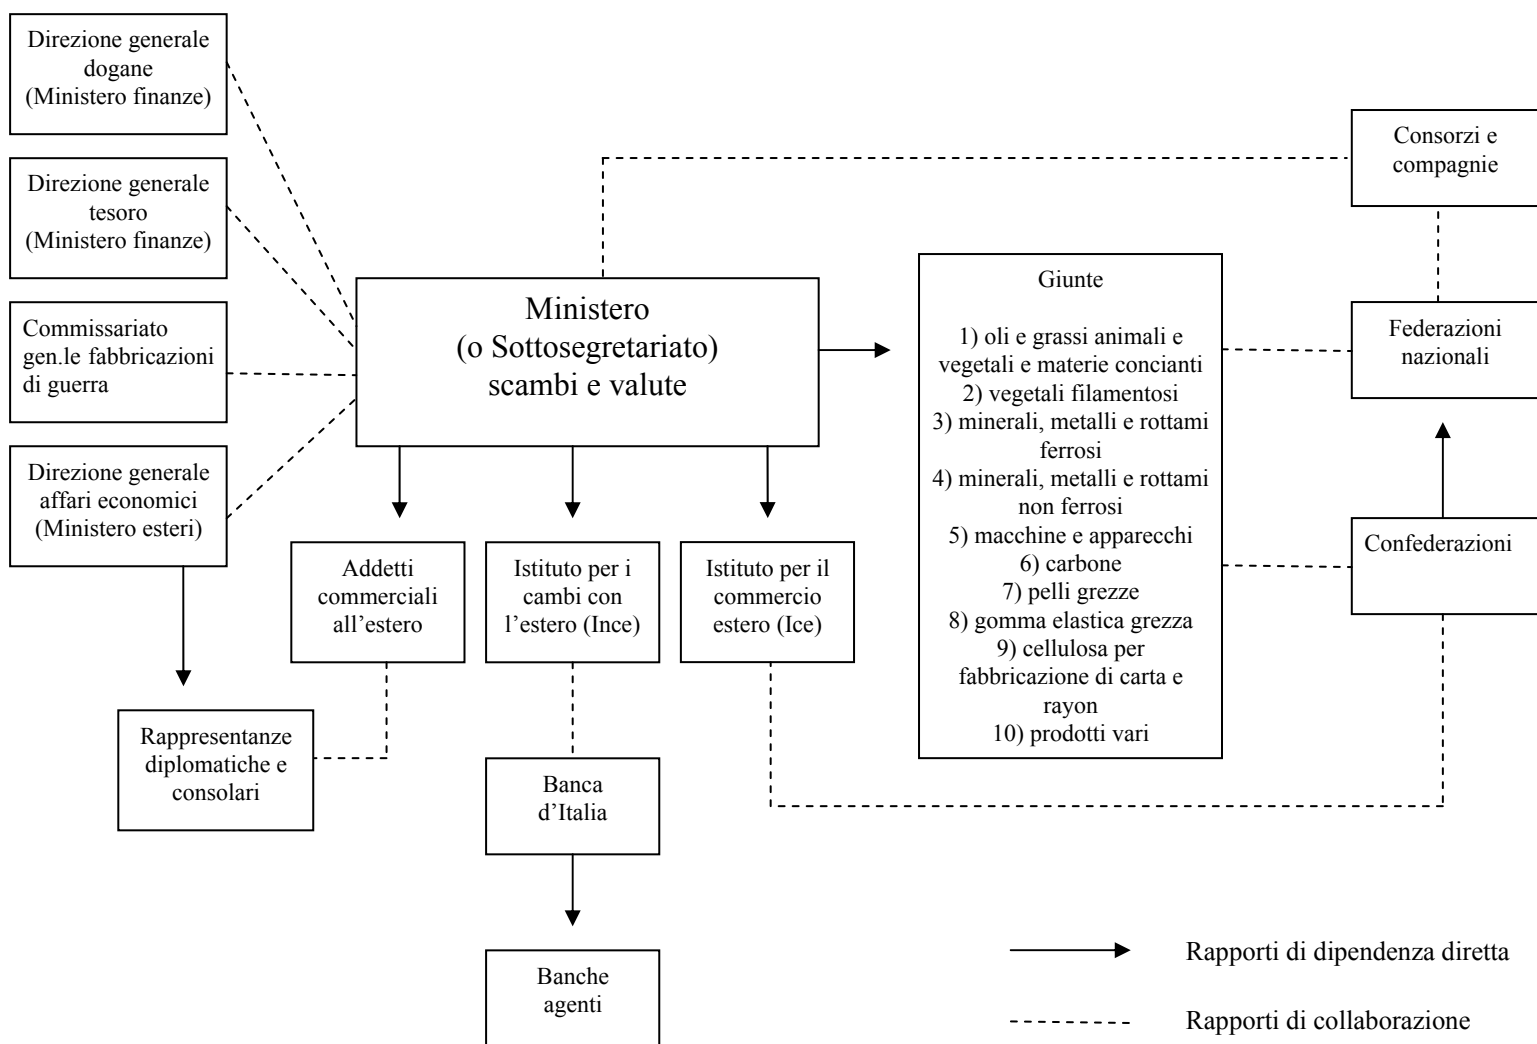 Direzione generale
dogane
(Ministero finanze)
Direzione generale
tesoro
(Ministero finanze)
Commissariato
gen.le fabbricazioni
di guerra
Direzione generale
affari economici
(Ministero esteri)
Ministero
(o Sottosegretariato)
scambi e valute
Consorzi e
compagnie
Giunte
1) oli e grassi animali e
vegetali e materie concianti
2) vegetali filamentosi
3) minerali, metalli e rottami
ferrosi
4) minerali, metalli e rottami
non ferrosi
5) macchine e apparecchi
6) carbone
7) pelli grezze
8) gomma elastica grezza
9) cellulosa per
fabbricazione di carta e
rayon
10) prodotti vari
Federazioni
nazionali
Confederazioni
Addetti
commerciali
all'estero
Istituto per i
cambi con
l'estero (Ince)
Istituto per il
commercio
estero (Ice)
Rappresentanze
diplomatiche e
consolari
Banca
d'Italia
Banche
agenti
Rapporti di dipendenza diretta
Rapporti di collaborazione